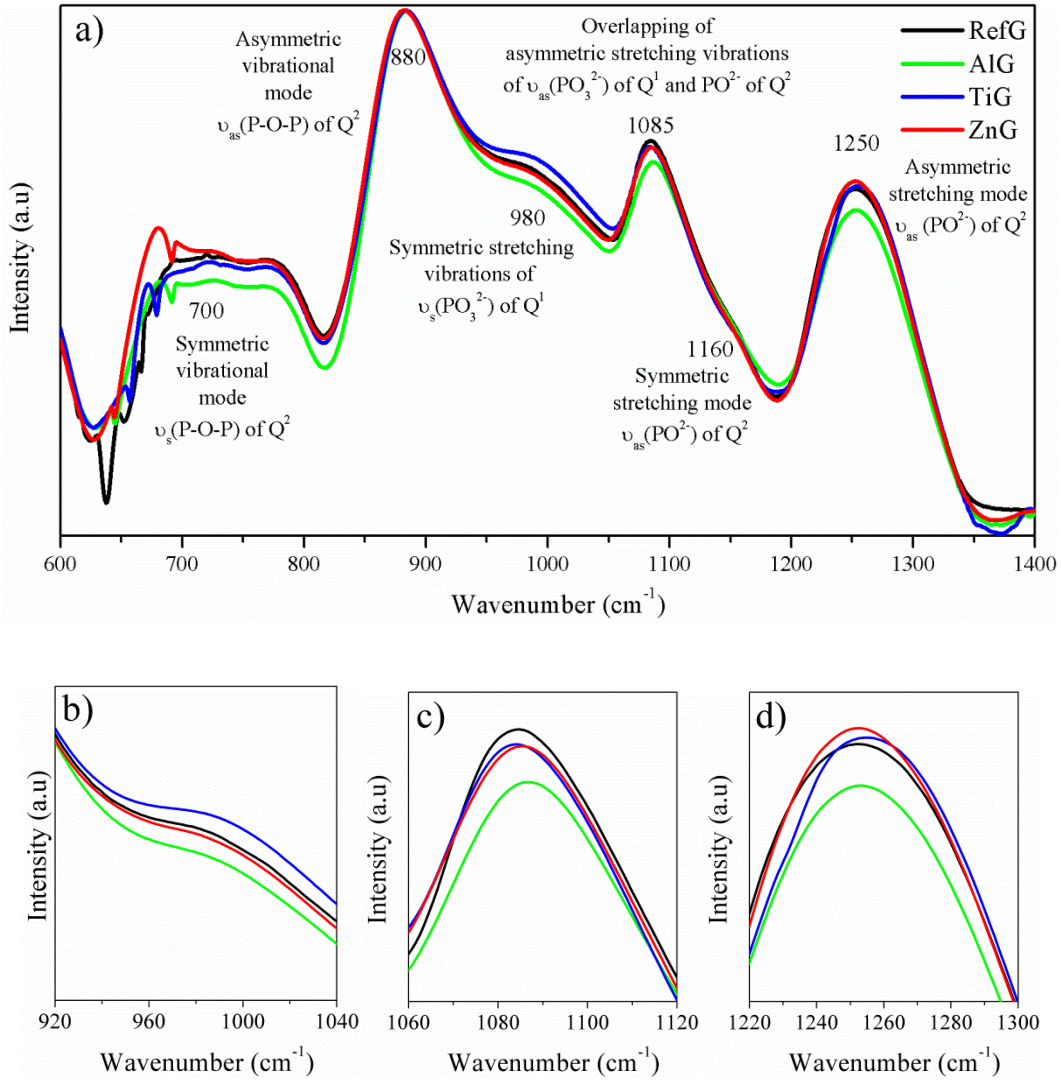 a)
Asymmetric
vibrational
mode
υas(P-O-P) of Q2
880
Overlapping of
asymmetric stretching vibrations
of υas(PO32-) of Q1 and PO2- of Q2
1085
RefG
AlG
TiG
ZnG
1250
Asymmetric
stretching mode
υas (PO2-) of Q2
980
Symmetric stretching
vibrations of
υs(PO32-) of Q1
700
Symmetric
vibrational
mode
υs(P-O-P) of Q2
1160
Symmetric
stretching mode
υas(PO2-) of Q2
Intensity (a.u)
600 700 800 900 1000 1100 1200 1300 1400
Wavenumber (cm-1)
b)
Intensity (a.u)
920 960 1000 1040
Wavenumber (cm-1)
c)
Intensity (a.u)
1060 1080 1100 1120
Wavenumber (cm-1)
d)
Intensity (a.u)
1220 1240 1260 1280 1300
Wavenumber (cm-1)